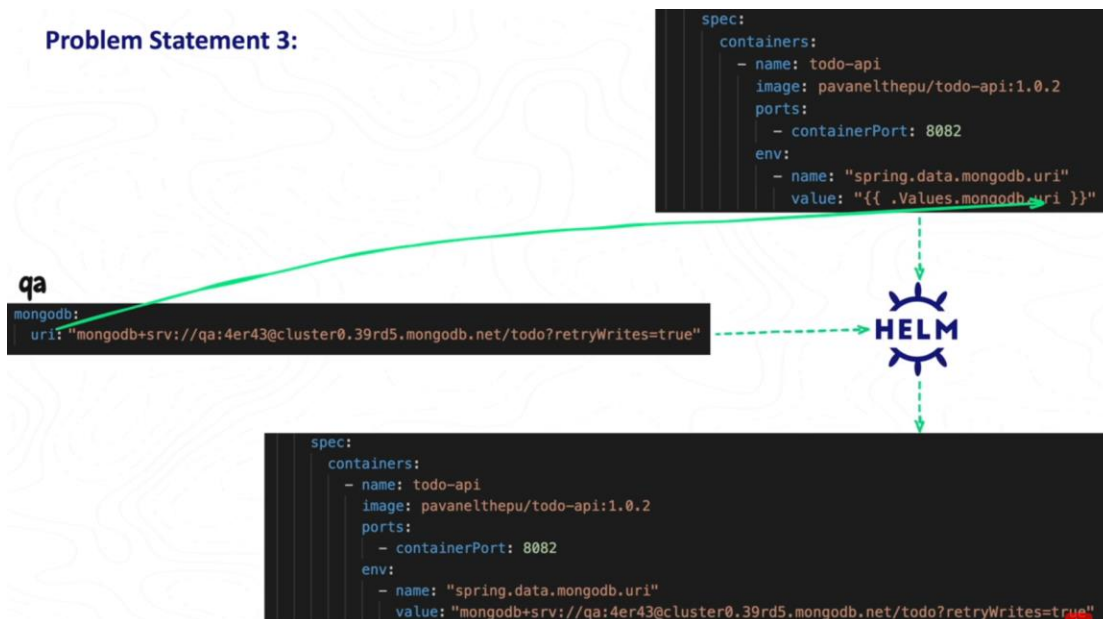 Problem Statement 3:
spec:
containers:
- name: todo-api
image: pavanelthepu/todo-api:1.0.2
ports:
- containerPort: 8082
env:
- name: "spring.data.mongodb.uri"
value: "{{ .Values.mongodb.uri }}"
qa
mongodb:
uri: "mongodb+srv://qa:4er43@cluster0.39rd5.mongodb.net/todo?retryWrites=true"
HELM
spec:
containers:
- name: todo-api
image: pavanelthepu/todo-api:1.0.2
ports:
- containerPort: 8082
env:
- name: "spring.data.mongodb.uri"
value: "mongodb+srv://qa:4er43@cluster0.39rd5.mongodb.net/todo?retryWrites=true"